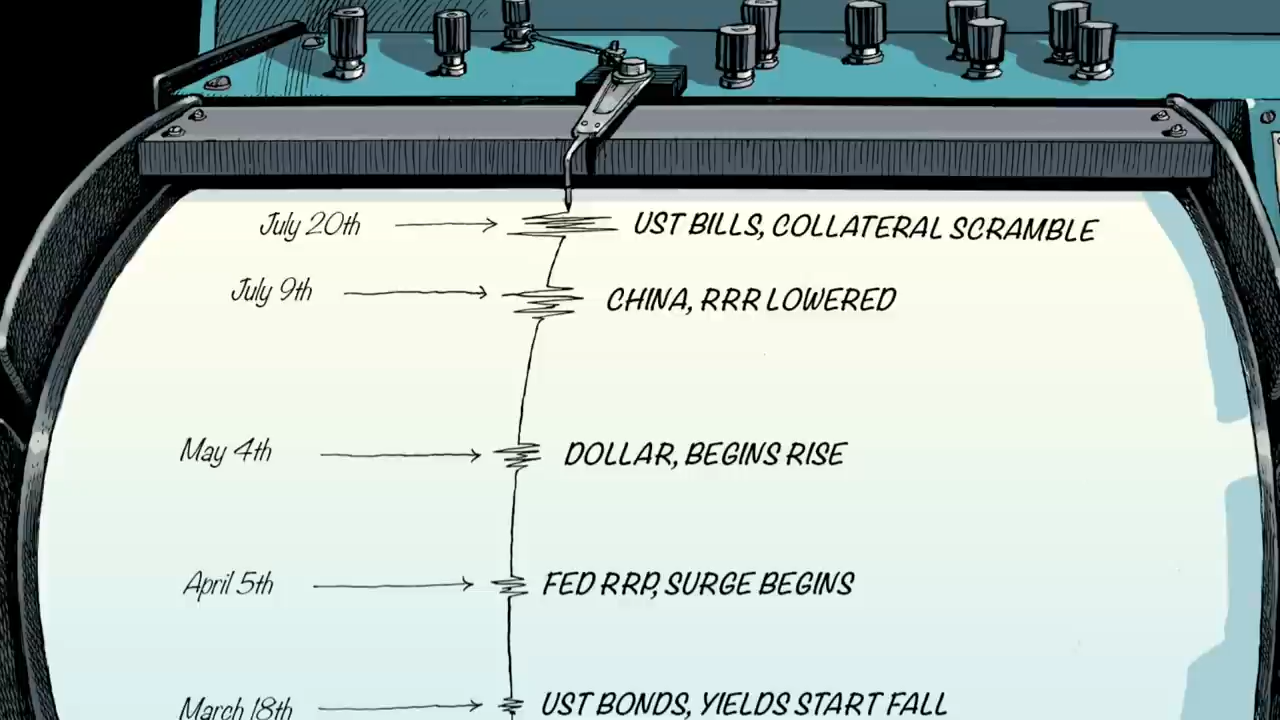 July 20th UST BILLS, COLLATERAL SCRAMBLE
July 9th CHINA, RRR LOWERED
May 4th DOLLAR, BEGINS RISE
April 5th FED RRP, SURGE BEGINS
March 18th UST BONDS, YIELDS START FALL